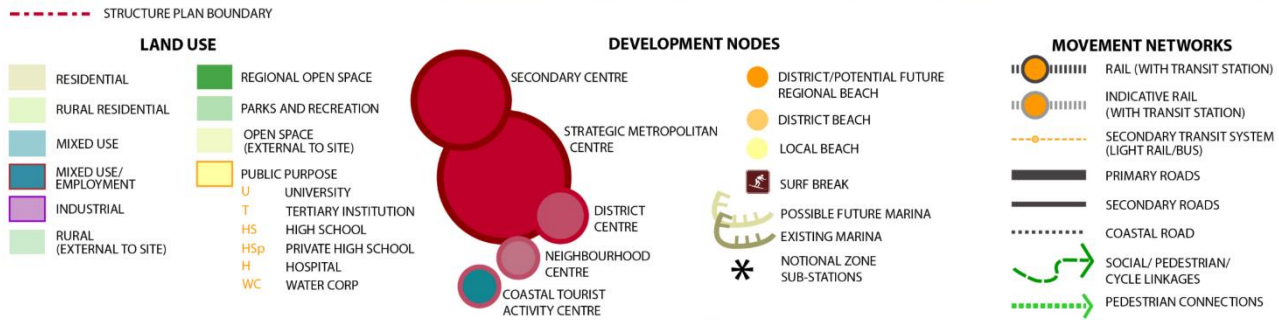 STRUCTURE PLAN BOUNDARY
LAND USE
RESIDENTIAL
RURAL RESIDENTIAL
MIXED USE
MIXED USE/
EMPLOYMENT
INDUSTRIAL
RURAL
(EXTERNAL TO SITE)
REGIONAL OPEN SPACE
PARKS AND RECREATION
OPEN SPACE
(EXTERNAL TO SITE)
PUBLIC PURPOSE
U UNIVERSITY
T TERTIARY INSTITUTION
HS HIGH SCHOOL
HSp PRIVATE HIGH SCHOOL
H HOSPITAL
WC WATER CORP
DEVELOPMENT NODES
SECONDARY CENTRE
STRATEGIC METROPOLITAN
CENTRE
DISTRICT
CENTRE
NEIGHBOURHOOD
CENTRE
COASTAL TOURIST
ACTIVITY CENTRE
DISTRICT/POTENTIAL FUTURE
REGIONAL BEACH
DISTRICT BEACH
LOCAL BEACH
SURF BREAK
POSSIBLE FUTURE MARINA
EXISTING MARINA
NOTIONAL ZONE
SUB-STATIONS
MOVEMENT NETWORKS
RAIL (WITH TRANSIT STATION)
INDICATIVE RAIL
(WITH TRANSIT STATION)
SECONDARY TRANSIT SYSTEM
(LIGHT RAIL/BUS)
PRIMARY ROADS
SECONDARY ROADS
COASTAL ROAD
SOCIAL/ PEDESTRIAN/
CYCLE LINKAGES
PEDESTRIAN CONNECTIONS